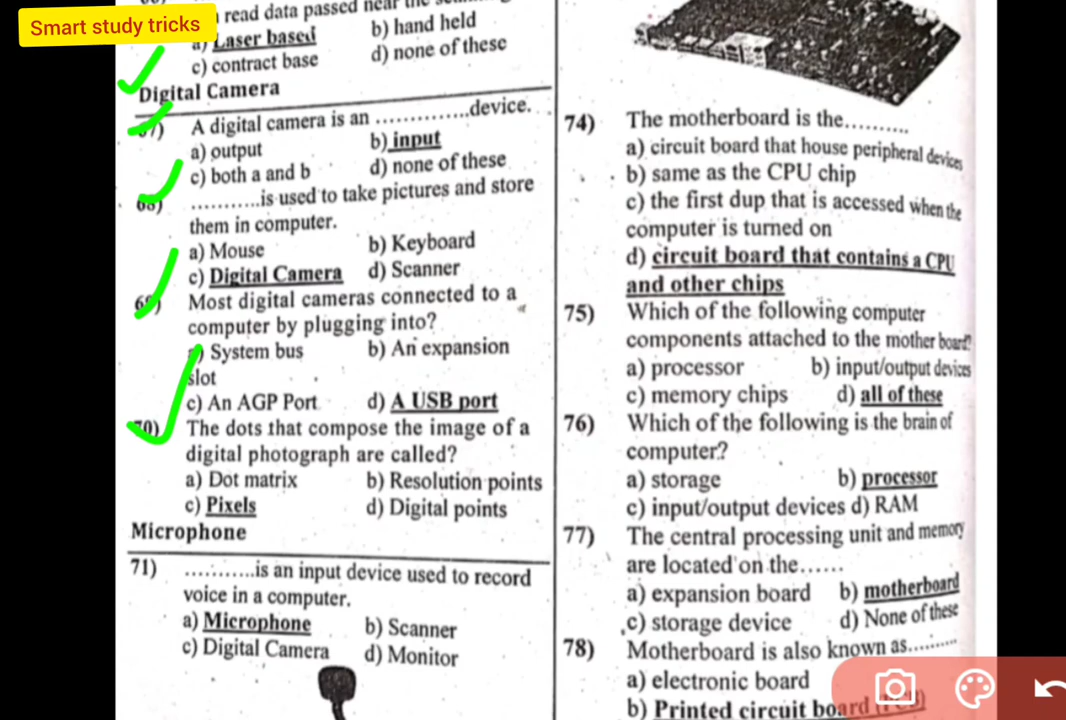 Smart study tricks
read data passed near the
a) Laser based b) hand held
c) contract base d) none of these
Digital Camera
67) A digital camera is an ..............device.
a) output b) input
c) both a and b d) none of these
68) ...........is used to take pictures and store
them in computer.
a) Mouse b) Keyboard
c) Digital Camera d) Scanner
69) Most digital cameras connected to a
computer by plugging into?
a) System bus b) An expansion
slot
c) An AGP Port d) A USB port
70) The dots that compose the image of a
digital photograph are called?
a) Dot matrix b) Resolution points
c) Pixels d) Digital points
Microphone
71) ...........is an input device used to record
voice in a computer.
a) Microphone b) Scanner
c) Digital Camera d) Monitor
74) The motherboard is the..........
a) circuit board that house peripheral devices
b) same as the CPU chip
c) the first dup that is accessed when the
computer is turned on
d) circuit board that contains a CPU
and other chips
75) Which of the following computer
components attached to the mother board?
a) processor b) input/output devices
c) memory chips d) all of these
76) Which of the following is the brain of
computer?
a) storage b) processor
c) input/output devices d) RAM
77) The central processing unit and memory
are located on the......
a) expansion board b) motherboard
c) storage device d) None of these
78) Motherboard is also known as..........
a) electronic board
b) Printed circuit board (PCB)